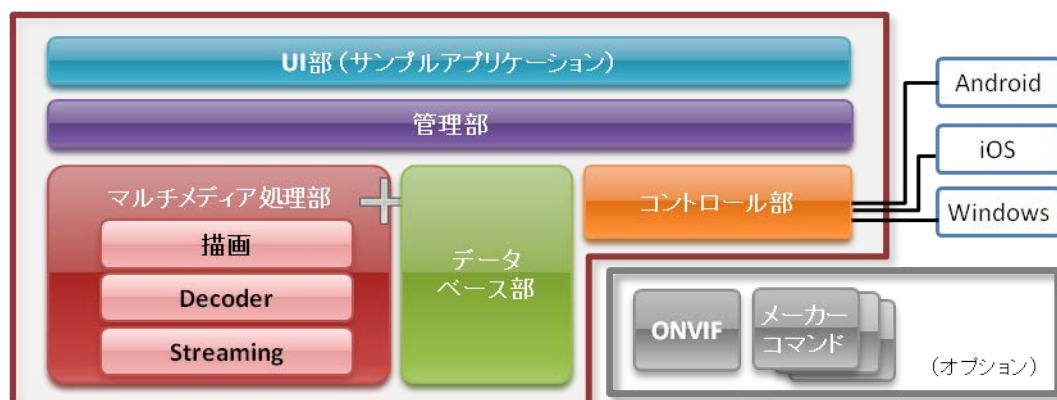 UI部（サンプルアプリケーション）
管理部
マルチメディア処理部
描画
Decoder
Streaming
データ
ベース部
コントロール部
Android
iOS
Windows
ONVIF
メーカー
コマンド
（オプション）